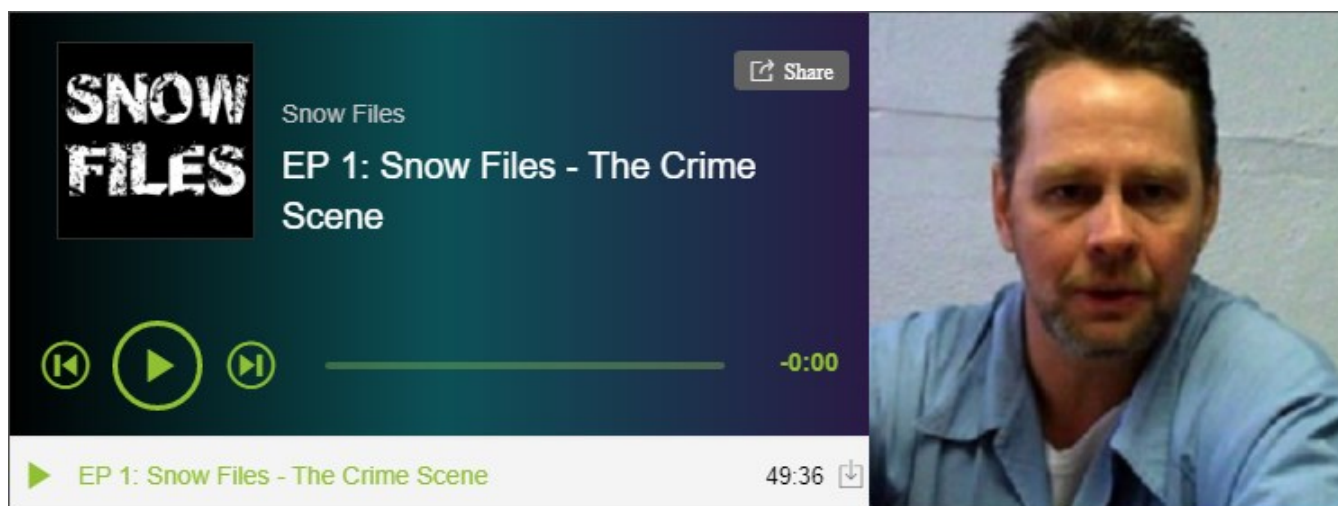 SNOW
FILES
Share
Snow Files
EP 1: Snow Files - The Crime
Scene
-0:00
EP 1: Snow Files - The Crime Scene
49:36